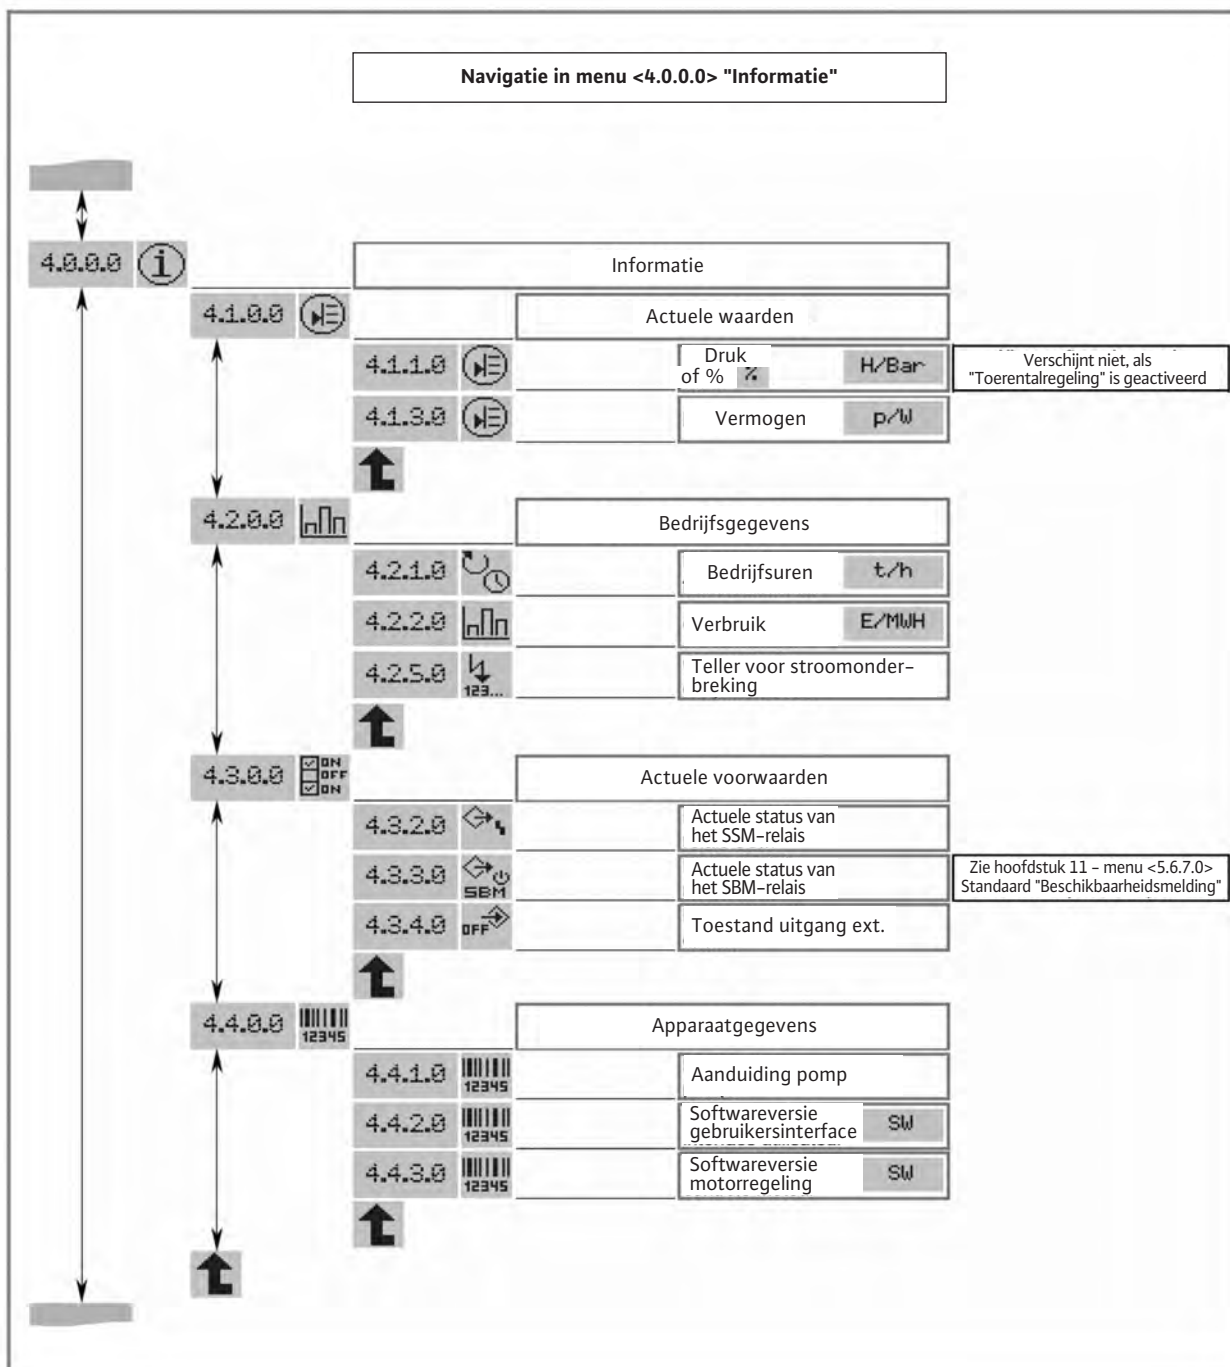 Navigatie in menu <4.0.0.0> "Informatie"
4.0.0.0 i Informatie
4.1.0.0 Actuele waarden
4.1.1.0 Druk
of % % H/Bar
Verschijnt niet, als
"Toerentalregeling" is geactiveerd
4.1.3.0 Vermogen p/W
4.2.0.0 Bedrijfsgegevens
4.2.1.0 Bedrijfsuren t/h
4.2.2.0 Verbruik E/MWH
4.2.5.0 123... Teller voor stroomonder-
breking
4.3.0.0 ON
OFF
ON
Actuele voorwaarden
4.3.2.0 Actuele status van
het SSM-relais
4.3.3.0 SBM Actuele status van
het SBM-relais
Zie hoofdstuk 11 - menu <5.6.7.0>
Standaard "Beschikbaarheidsmelding"
4.3.4.0 OFF Toestand uitgang ext.
4.4.0.0 12345 Apparaatgegevens
4.4.1.0 12345 Aanduiding pomp
4.4.2.0 12345 Softwareversie
gebruikersinterface SW
4.4.3.0 12345 Softwareversie
motorregeling SW